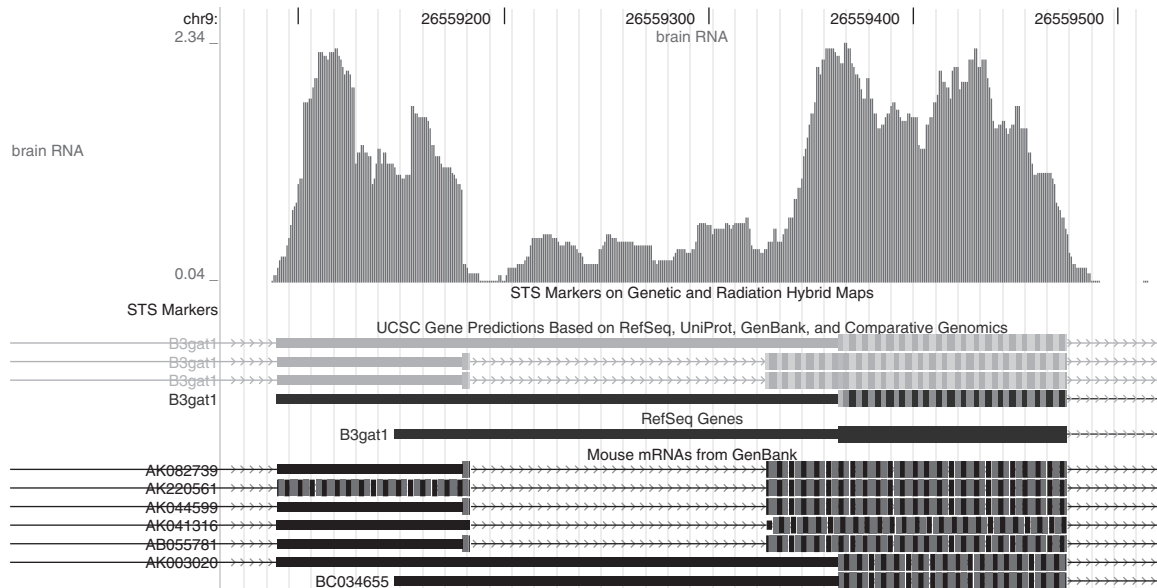 chr9: 26559200 26559300 26559400 26559500
2.34 brain RNA
brain RNA
0.04
STS Markers on Genetic and Radiation Hybrid Maps
STS Markers
UCSC Gene Predictions Based on RefSeq, UniProt, GenBank, and Comparative Genomics
B3gat1
B3gat1
B3gat1
B3gat1
RefSeq Genes
B3gat1
Mouse mRNAs from GenBank
AK082739
AK220561
AK044599
AK041316
AB055781
AK003020
BC034655